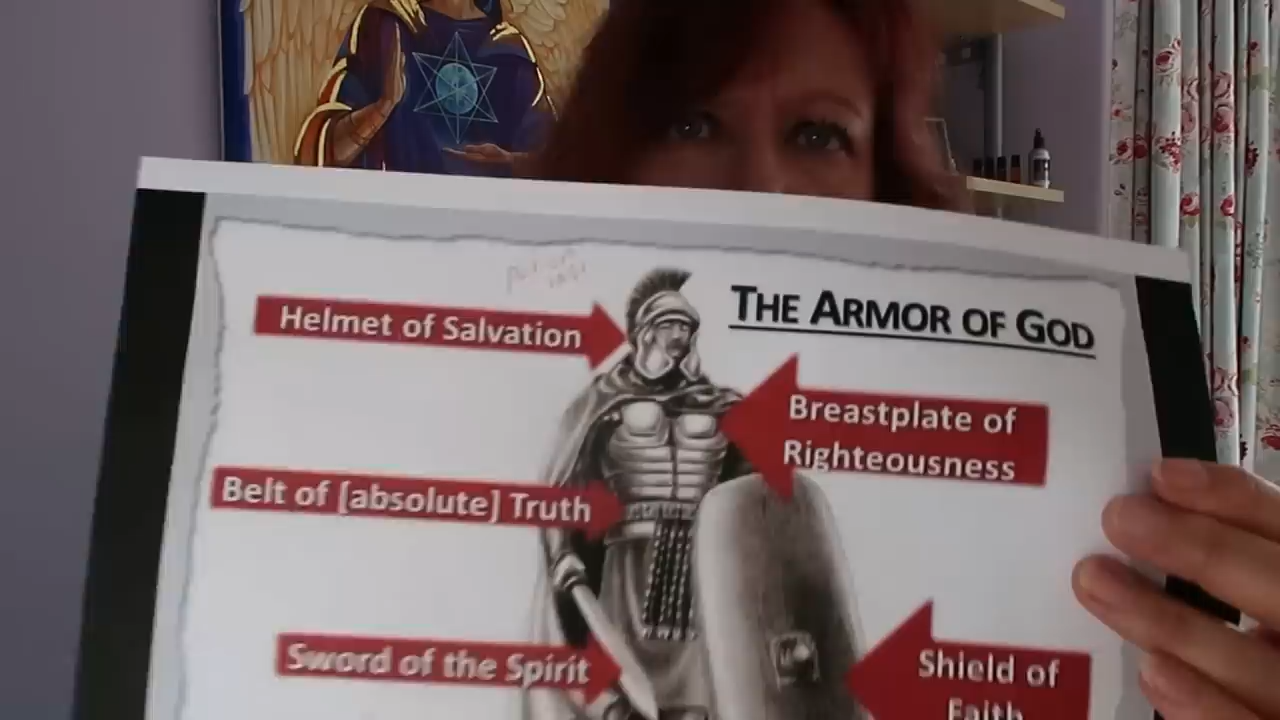 THE ARMOR OF GOD
Helmet of Salvation
Breastplate of
Righteousness
Belt of [absolute] Truth
Sword of the Spirit
Shield of
Faith